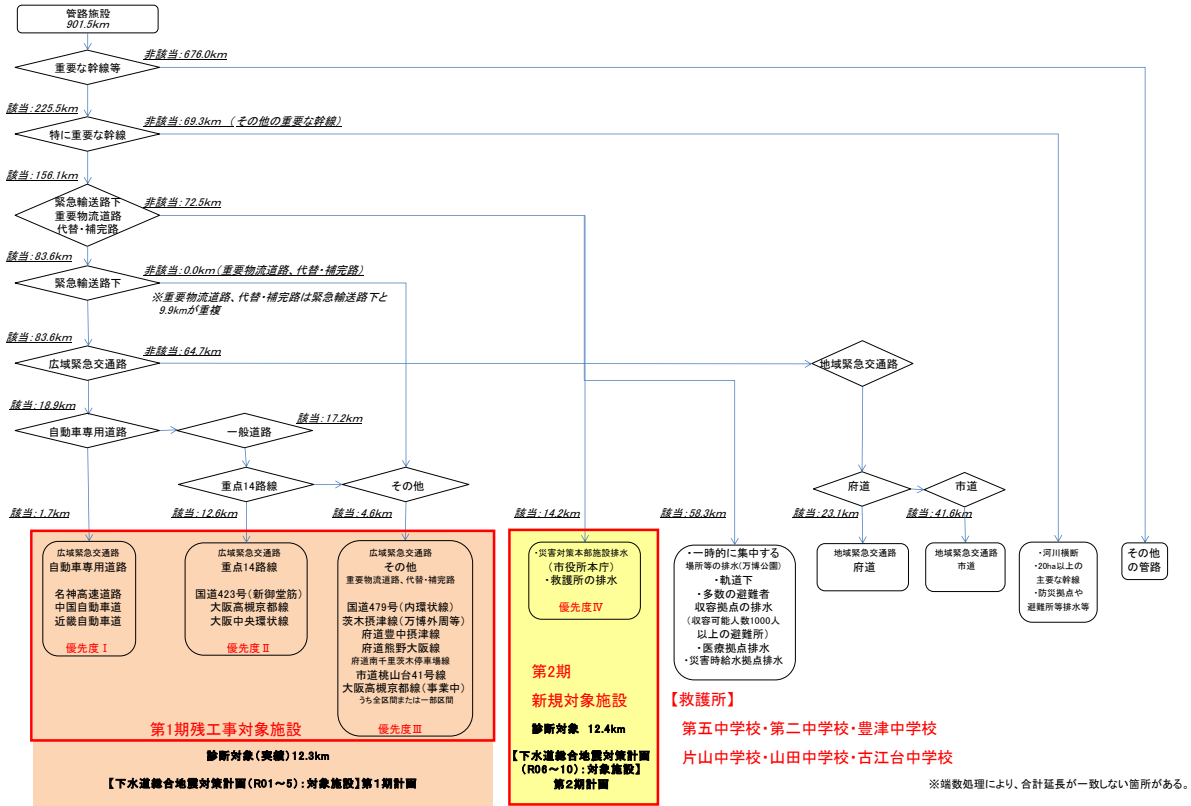 管路施設
901.5km
非該当:676.0km
重要な幹線等
該当:225.5km
非該当:69.3km （その他の重要な幹線）
特に重要な幹線
該当:156.1km
緊急輸送路下
重要物流道路
代替・補完路
非該当:72.5km
該当:83.6km
非該当:0.0km(重要物流道路、代替・補完路)
緊急輸送路下
※重要物流道路、代替・補完路は緊急輸送路下と
9.9kmが重複
該当:83.6km
非該当:64.7km
広域緊急交通路
地域緊急交通路
該当:18.9km
自動車専用道路
一般道路
該当:17.2km
重点14路線
その他
府道
市道
該当:1.7km
該当:12.6km
該当:4.6km
該当:14.2km
該当:58.3km
該当:23.1km
該当:41.6km
広域緊急交通路
自動車専用道路
名神高速道路
中国自動車道
近畿自動車道
優先度Ⅰ
広域緊急交通路
重点14路線
国道423号(新御堂筋)
大阪高槻京都線
大阪中央環状線
優先度Ⅱ
広域緊急交通路
その他
重要物流道路、代替・補完路
国道479号(内環状線)
茨木摂津線(万博外周等)
府道豊中摂津線
府道熊野大阪線
府道南千里茨木停車場線
市道桃山台41号線
大阪高槻京都線(事業中)
うち全区間または一部区間
優先度Ⅲ
・災害対策本部施設排水
(市役所本庁)
・救護所の排水
優先度Ⅳ
・一時的に集中する
場所等の排水(万博公園)
・軌道下
・多数の避難者
収容拠点の排水
(収容可能人数1000人
以上の避難所)
・医療拠点排水
・災害時給水拠点排水
地域緊急交通路
府道
地域緊急交通路
市道
・河川横断
・20ha以上の
主要な幹線
・防災拠点や
避難所等排水等
その他
の管路
第1期残工事対象施設
診断対象(実績)12.3km
【下水道総合地震対策計画(R01～5):対象施設】第1期計画
第2期
新規対象施設
診断対象 12.4km
【下水道総合地震対策計画
(R06～10):対象施設】
第2期計画
【救護所】
第五中学校・第二中学校・豊津中学校
片山中学校・山田中学校・古江台中学校
※端数処理により、合計延長が一致しない箇所がある。